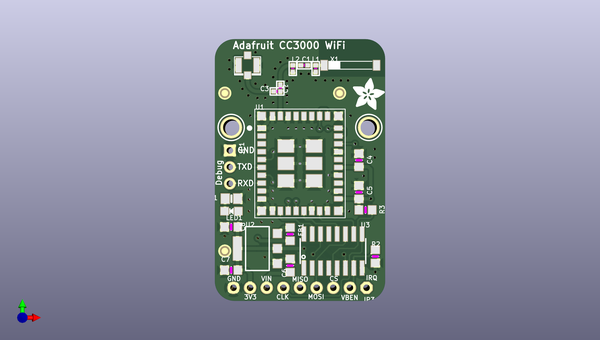 Adafruit CC3000 WiFi
L2 C1 L1 X1
C3
U1
GND
TXD
RXD
Debug
C4
C5
R3
LED1
U2
FB1
U3
R2
GND VIN MISO CS IRQ
3V3 CLK MOSI VBEN